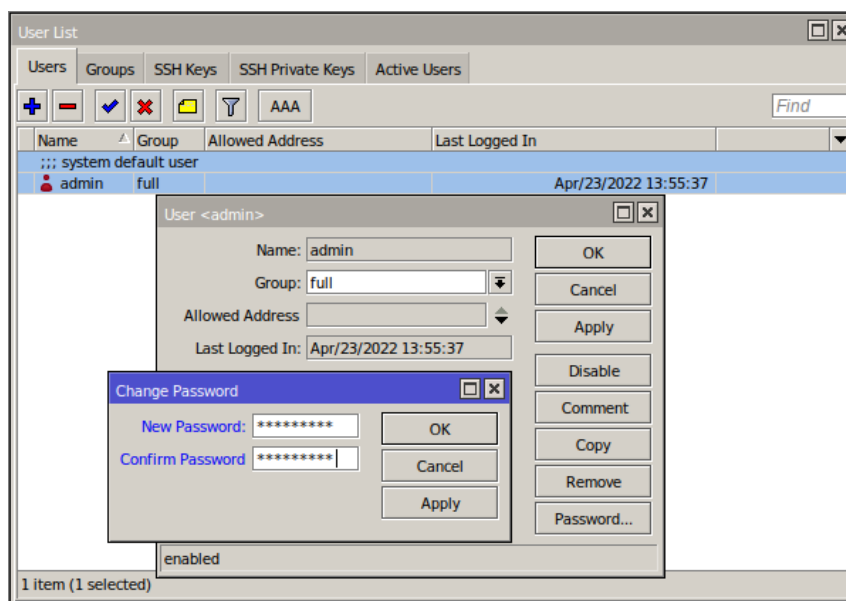 User List
Users Groups SSH Keys SSH Private Keys Active Users
AAA Find
Name Group Allowed Address Last Logged In
;;; system default user
admin full Apr/23/2022 13:55:37
User <admin>
Name: admin
Group: full
Allowed Address
Last Logged In: Apr/23/2022 13:55:37
OK
Cancel
Apply
Disable
Comment
Copy
Remove
Password...
Change Password
New Password: *********
Confirm Password *********
OK
Cancel
Apply
enabled
1 item (1 selected)